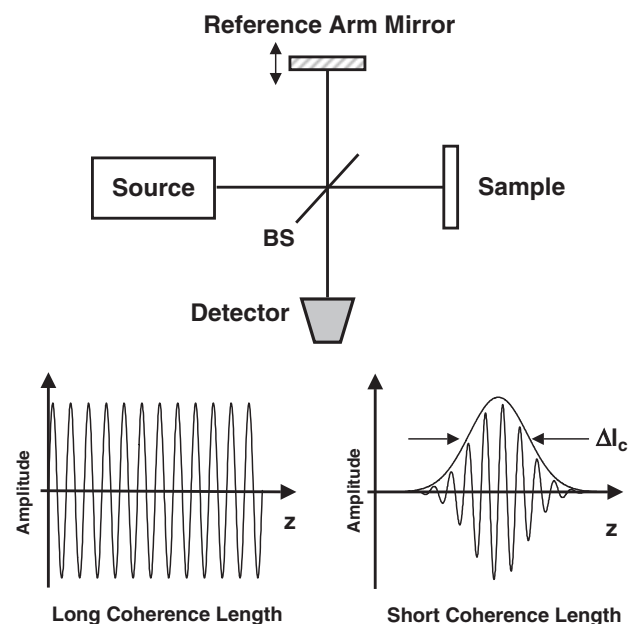 Reference Arm Mirror
Source
Sample
BS
Detector
Amplitude
z
Long Coherence Length
Amplitude
Δlc
z
Short Coherence Length